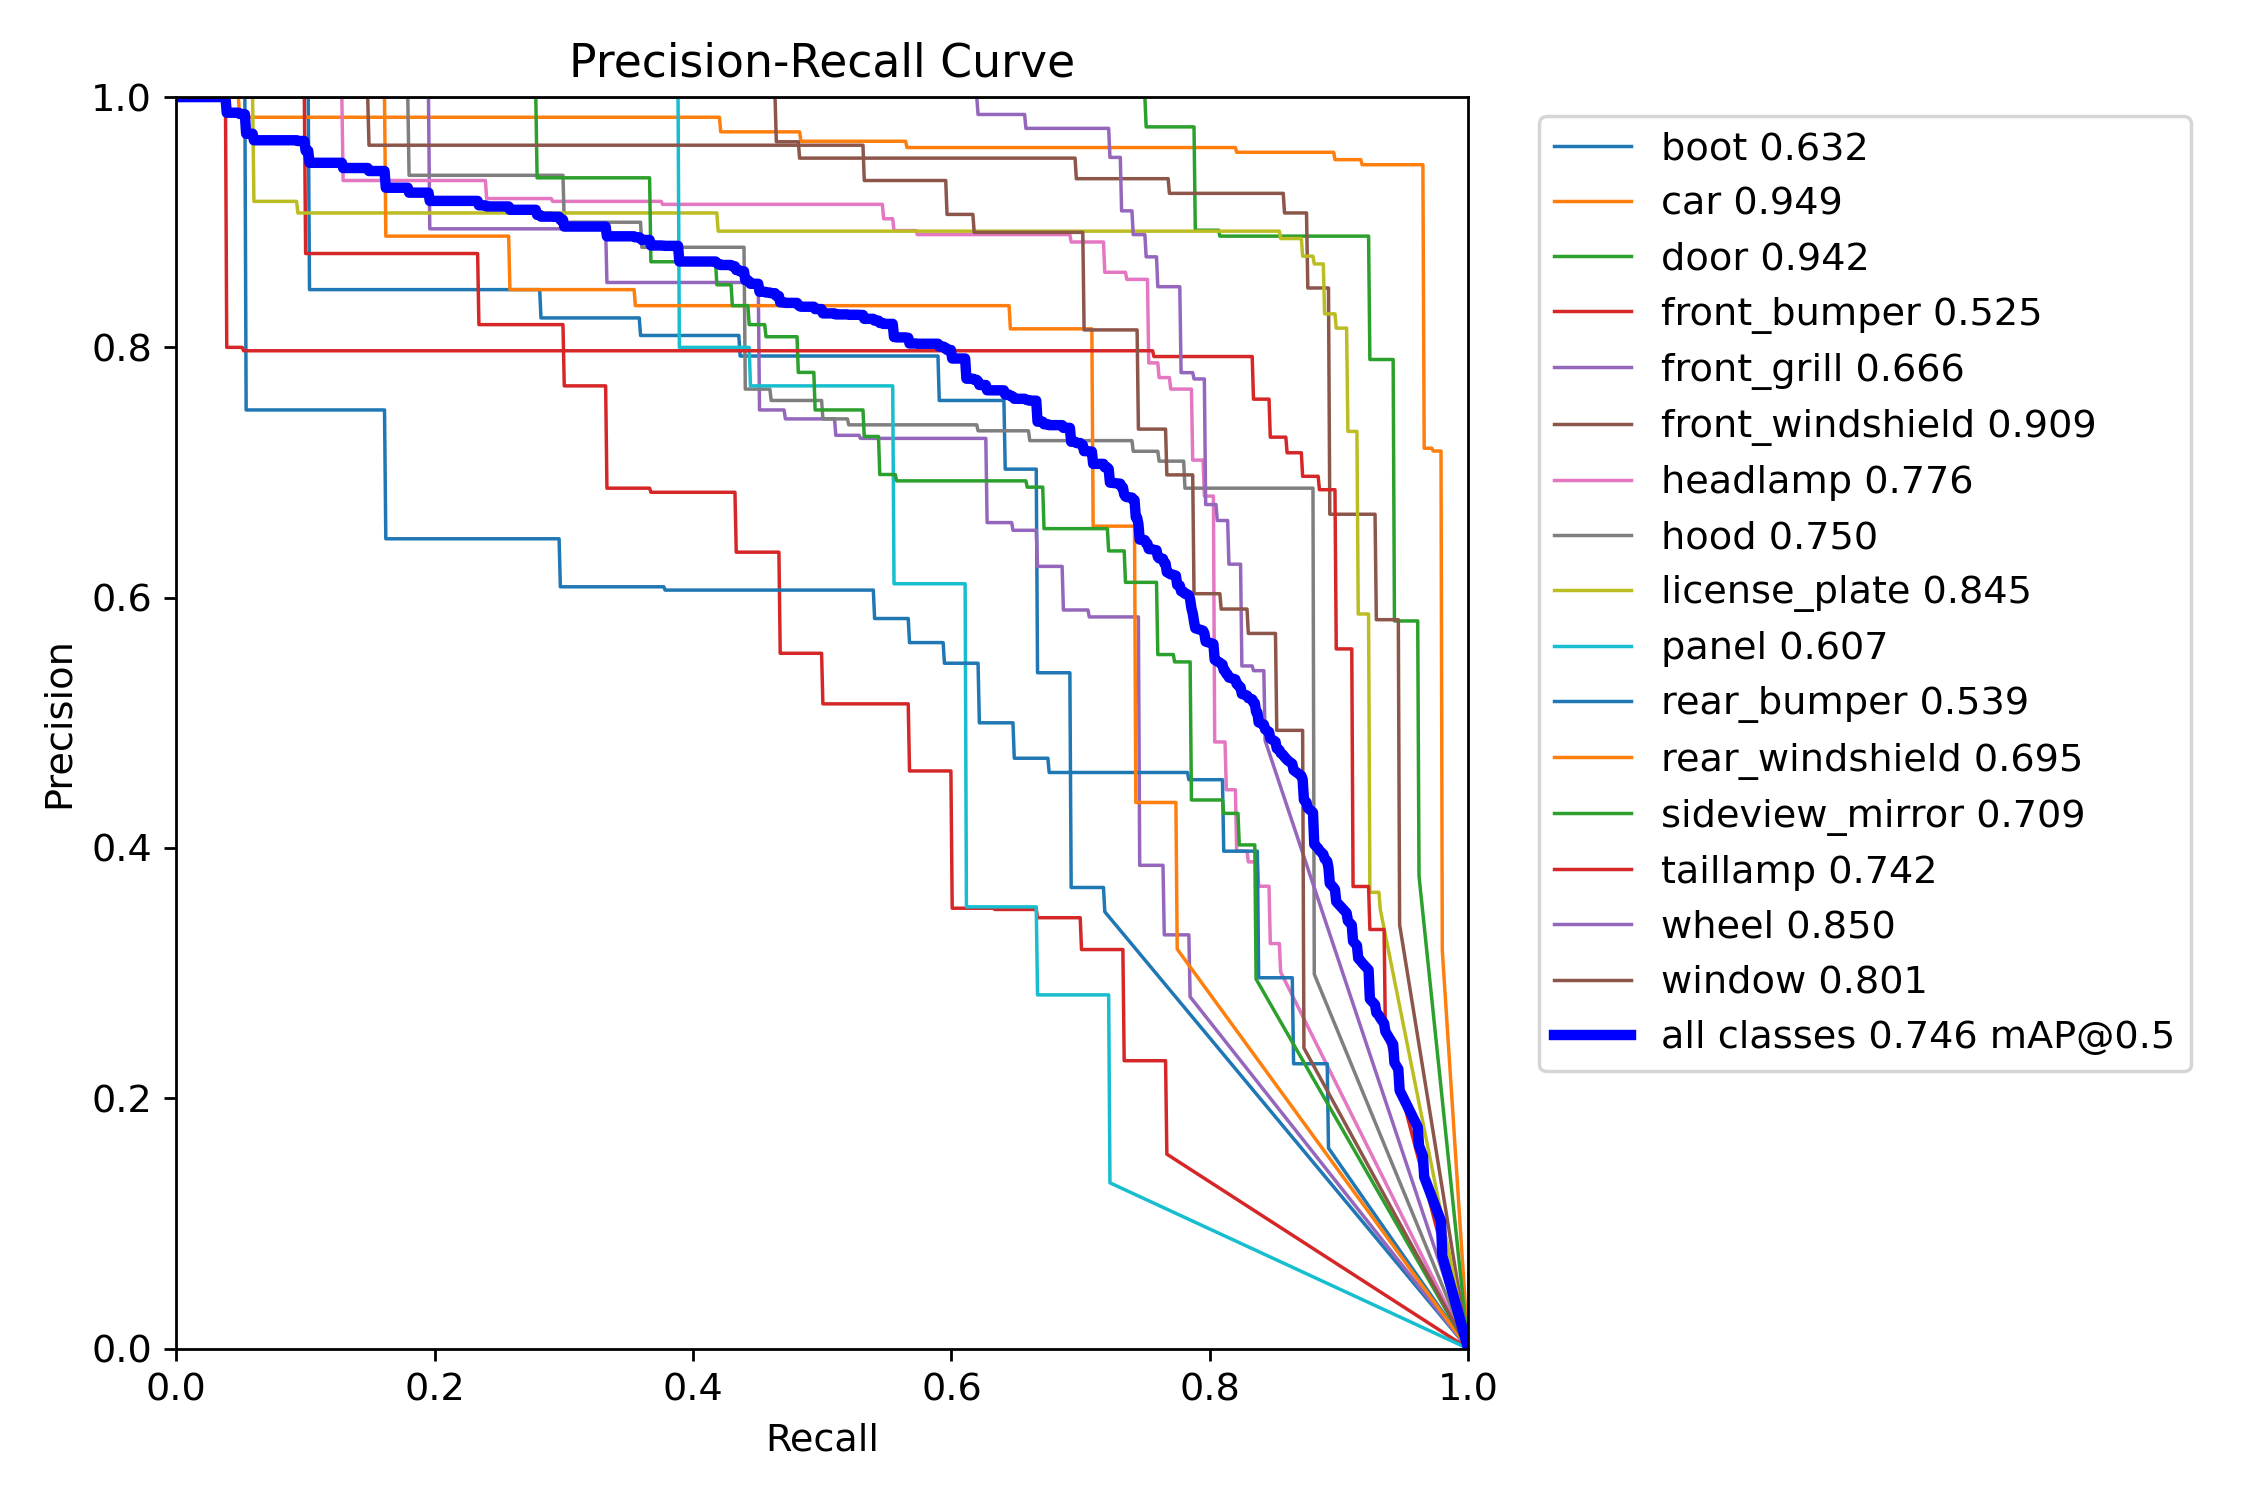 Precision-Recall Curve
1.0
0.8
0.6
0.4
0.2
0.0
Precision
0.0 0.2 0.4 0.6 0.8 1.0
Recall
boot 0.632
car 0.949
door 0.942
front_bumper 0.525
front_grill 0.666
front_windshield 0.909
headlamp 0.776
hood 0.750
license_plate 0.845
panel 0.607
rear_bumper 0.539
rear_windshield 0.695
sideview_mirror 0.709
taillamp 0.742
wheel 0.850
window 0.801
all classes 0.746 mAP@0.5